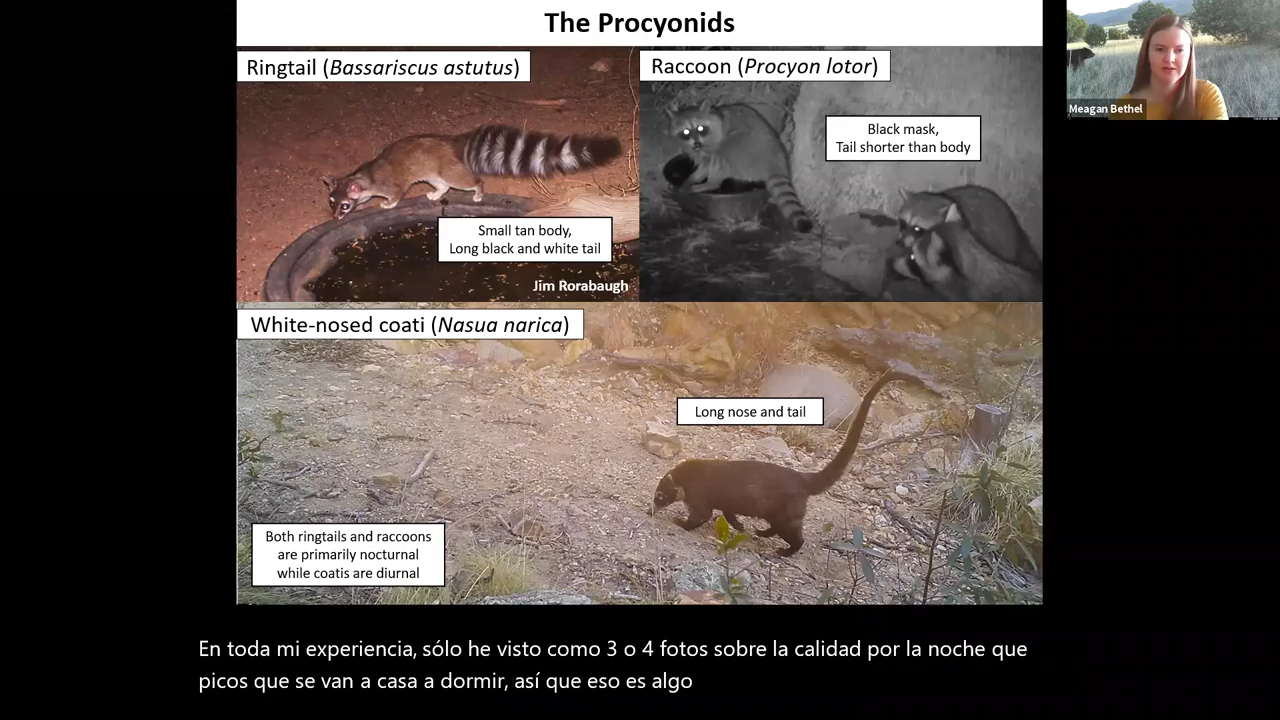 The Procyonids
Ringtail (Bassariscus astutus)
Raccoon (Procyon lotor)
Black mask,
Tail shorter than body
Small tan body,
Long black and white tail
Jim Rorabaugh
White-nosed coati (Nasua narica)
Long nose and tail
Both ringtails and raccoons
are primarily nocturnal
while coatis are diurnal
Meagan Bethel
En toda mi experiencia, sólo he visto como 3 o 4 fotos sobre la calidad por la noche que
picos que se van a casa a dormir, así que eso es algo